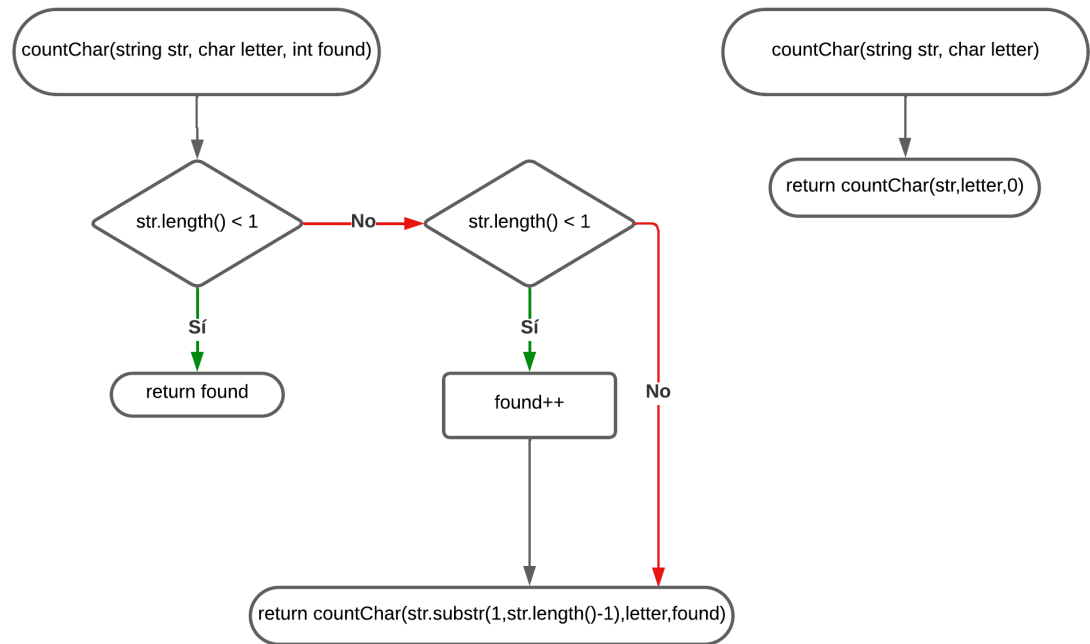 countChar(string str, char letter, int found)
countChar(string str, char letter)
return countChar(str,letter,0)
str.length() < 1
No
str.length() < 1
Sí
Sí
return found
found++
No
return countChar(str.substr(1,str.length()-1),letter,found)